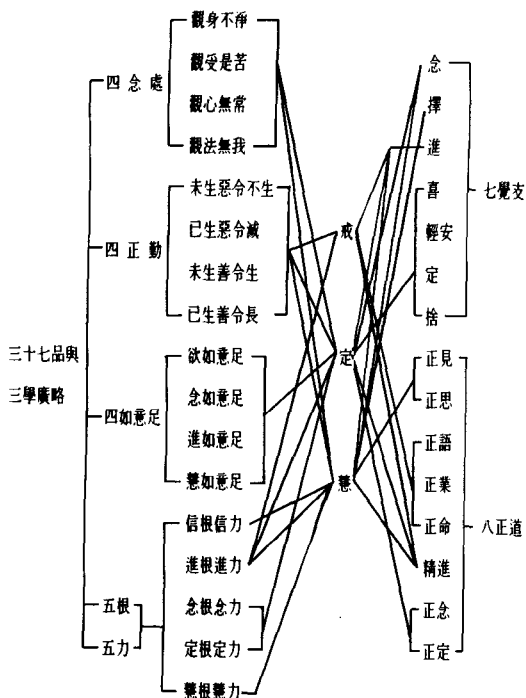 三十七品與
三學廣略
四念處
觀身不淨
觀受是苦
觀心無常
觀法無我
四正勤
未生惡令不生
已生惡令滅
未生善令生
已生善令長
四如意足
欲如意足
念如意足
進如意足
慧如意足
五根
五力
信根信力
進根進力
念根念力
定根定力
慧根慧力
戒
定
慧
念
擇
進
喜
輕安
定
捨
七覺支
正見
正思
正語
正業
正命
精進
正念
正定
八正道